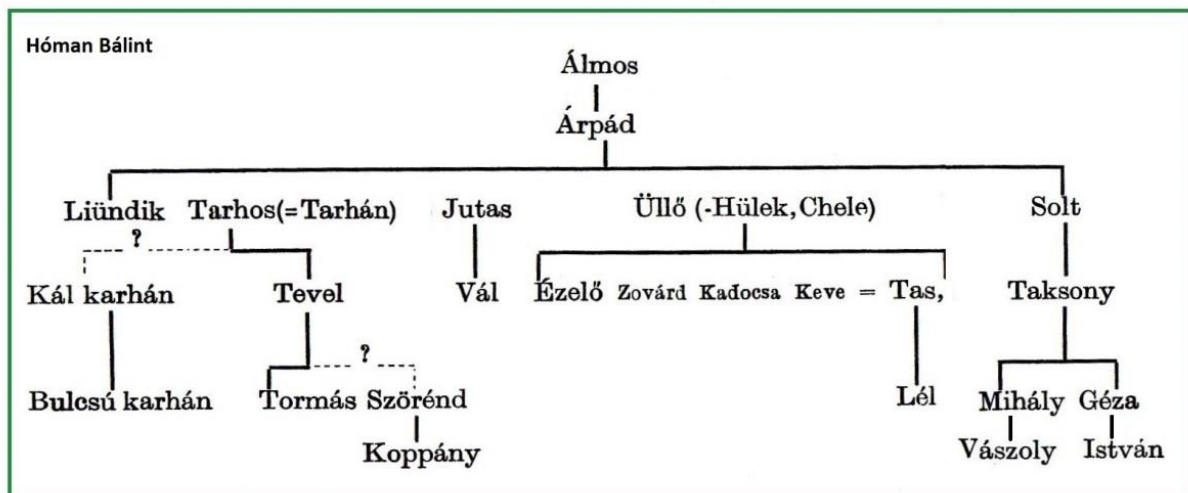 Hóman Bálint
Álmos
Árpád
Liündik Tarhos(=Tarhán) Jutas Üllő (-Hülek, Chele) Solt
?
Kál karhán Tevel Vál Ézelő Zovárd Kadocsa Keve = Tas, Taksony
?
Bulcsú karhán Tormás Szörénd Lél Mihály Géza
Koppány Vászoly István